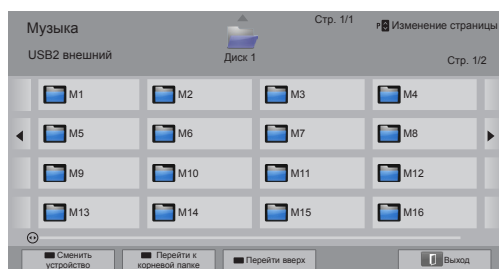 Музыка
Стр. 1/1
P Изменение страницы
USB2 внешний
Диск 1
Стр. 1/2
M1
M2
M3
M4
M5
M6
M7
M8
M9
M10
M11
M12
M13
M14
M15
M16
Сменить
устройство
Перейти к
корневой папке
Перейти вверх
Выход